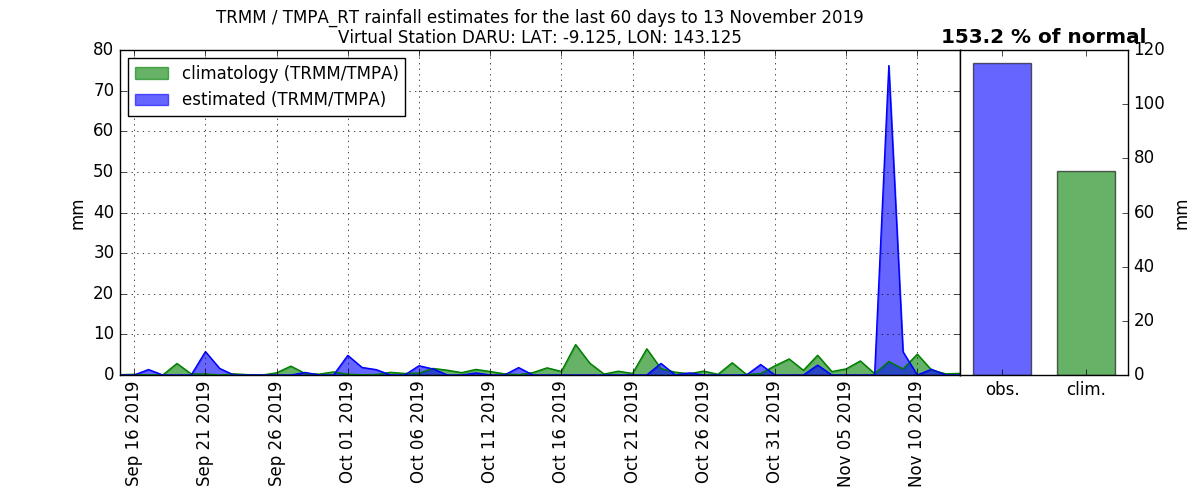 TRMM / TMPA_RT rainfall estimates for the last 60 days to 13 November 2019
Virtual Station DARU: LAT: -9.125, LON: 143.125
153.2 % of normal
climatology (TRMM/TMPA)
estimated (TRMM/TMPA)
mm
80
70
60
50
40
30
20
10
0
Sep 16 2019
Sep 21 2019
Sep 26 2019
Oct 01 2019
Oct 06 2019
Oct 11 2019
Oct 16 2019
Oct 21 2019
Oct 26 2019
Oct 31 2019
Nov 05 2019
Nov 10 2019
120
100
80
60
40
20
0
mm
obs.
clim.